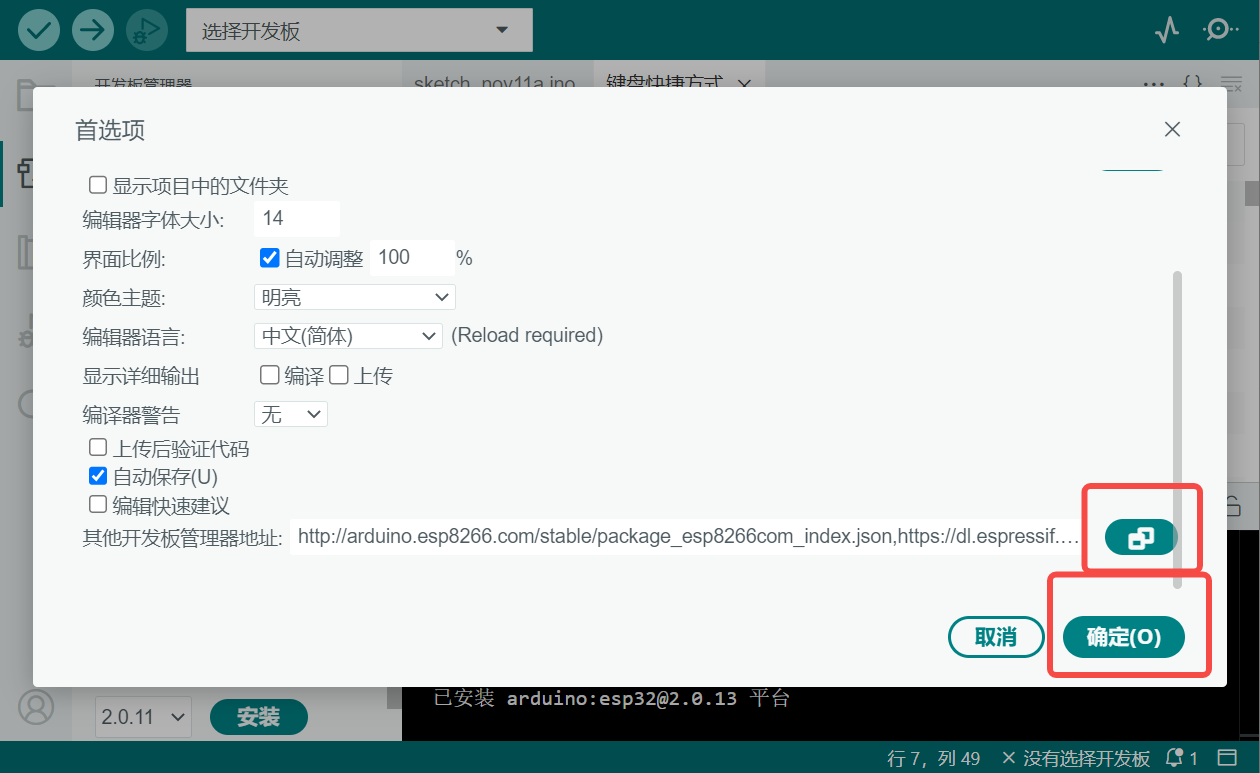 选择开发板
开发板管理器
sketch_nov11a.ino
键盘快捷方式
首选项
显示项目中的文件夹
编辑器字体大小: 14
界面比例: 自动调整 100 %
颜色主题: 明亮
编辑器语言: 中文(简体) (Reload required)
显示详细输出 编译 上传
编译器警告 无
上传后验证代码
自动保存(U)
编辑快速建议
其他开发板管理器地址: http://arduino.esp8266.com/stable/package_esp8266com_index.json,https://dl.espressif.…
取消 确定(O)
已安装 arduino:esp32@2.0.13 平台
2.0.11 安装
行 7，列 49 没有选择开发板 1